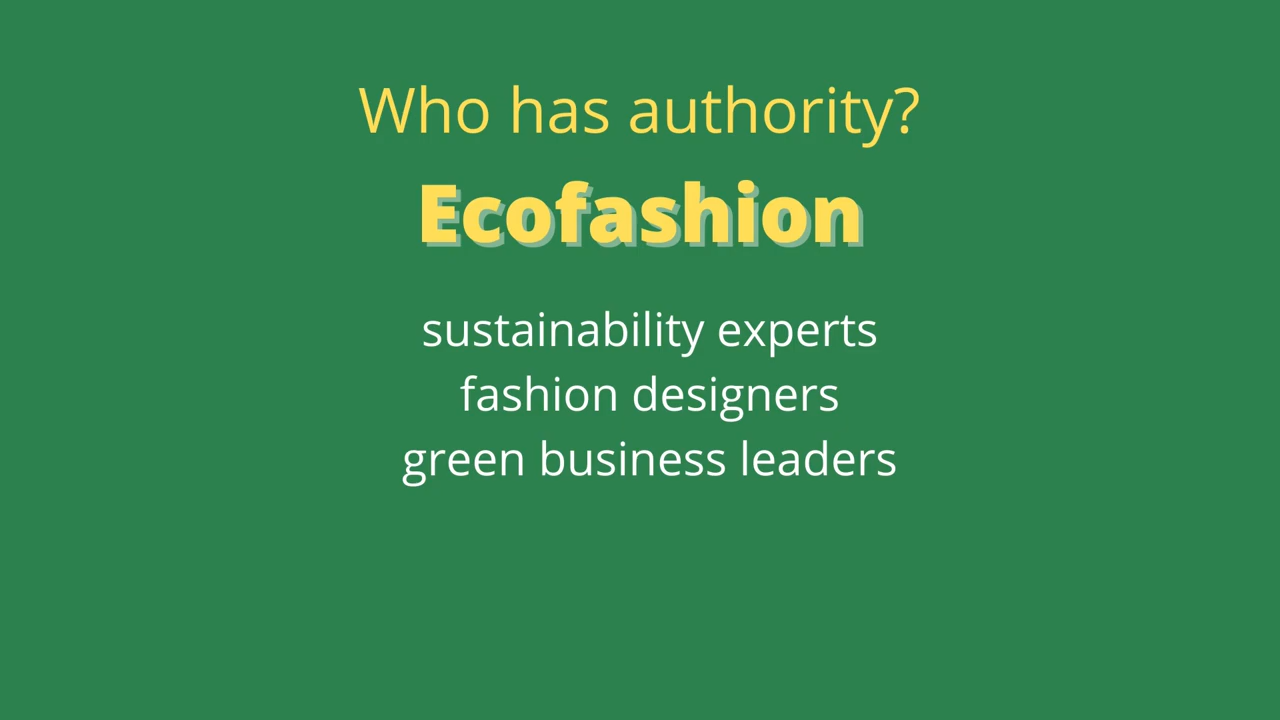 Who has authority?
Ecofashion
sustainability experts
fashion designers
green business leaders